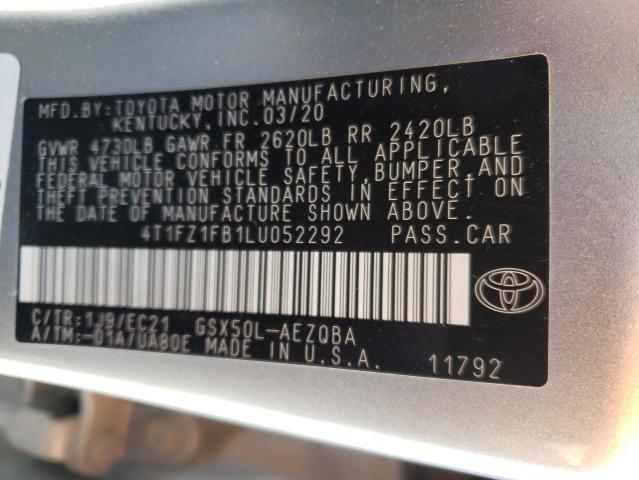 MFD.BY:TOYOTA MOTOR MANUFACTURING,
KENTUCKY,INC.03/20
GVWR 4730LB GAWR FR 2620LB RR 2420LB
THIS VEHICLE CONFORMS TO ALL APPLICABLE
FEDERAL MOTOR VEHICLE SAFETY,BUMPER,AND
THEFT PREVENTION STANDARDS IN EFFECT ON
THE DATE OF MANUFACTURE SHOWN ABOVE.
4T1FZ1FB1LU052292 PASS.CAR
C/TR:1J9/EC21 GSX50L-AEZQBA
A/TM:-01A/UA80E MADE IN U.S.A.
11792